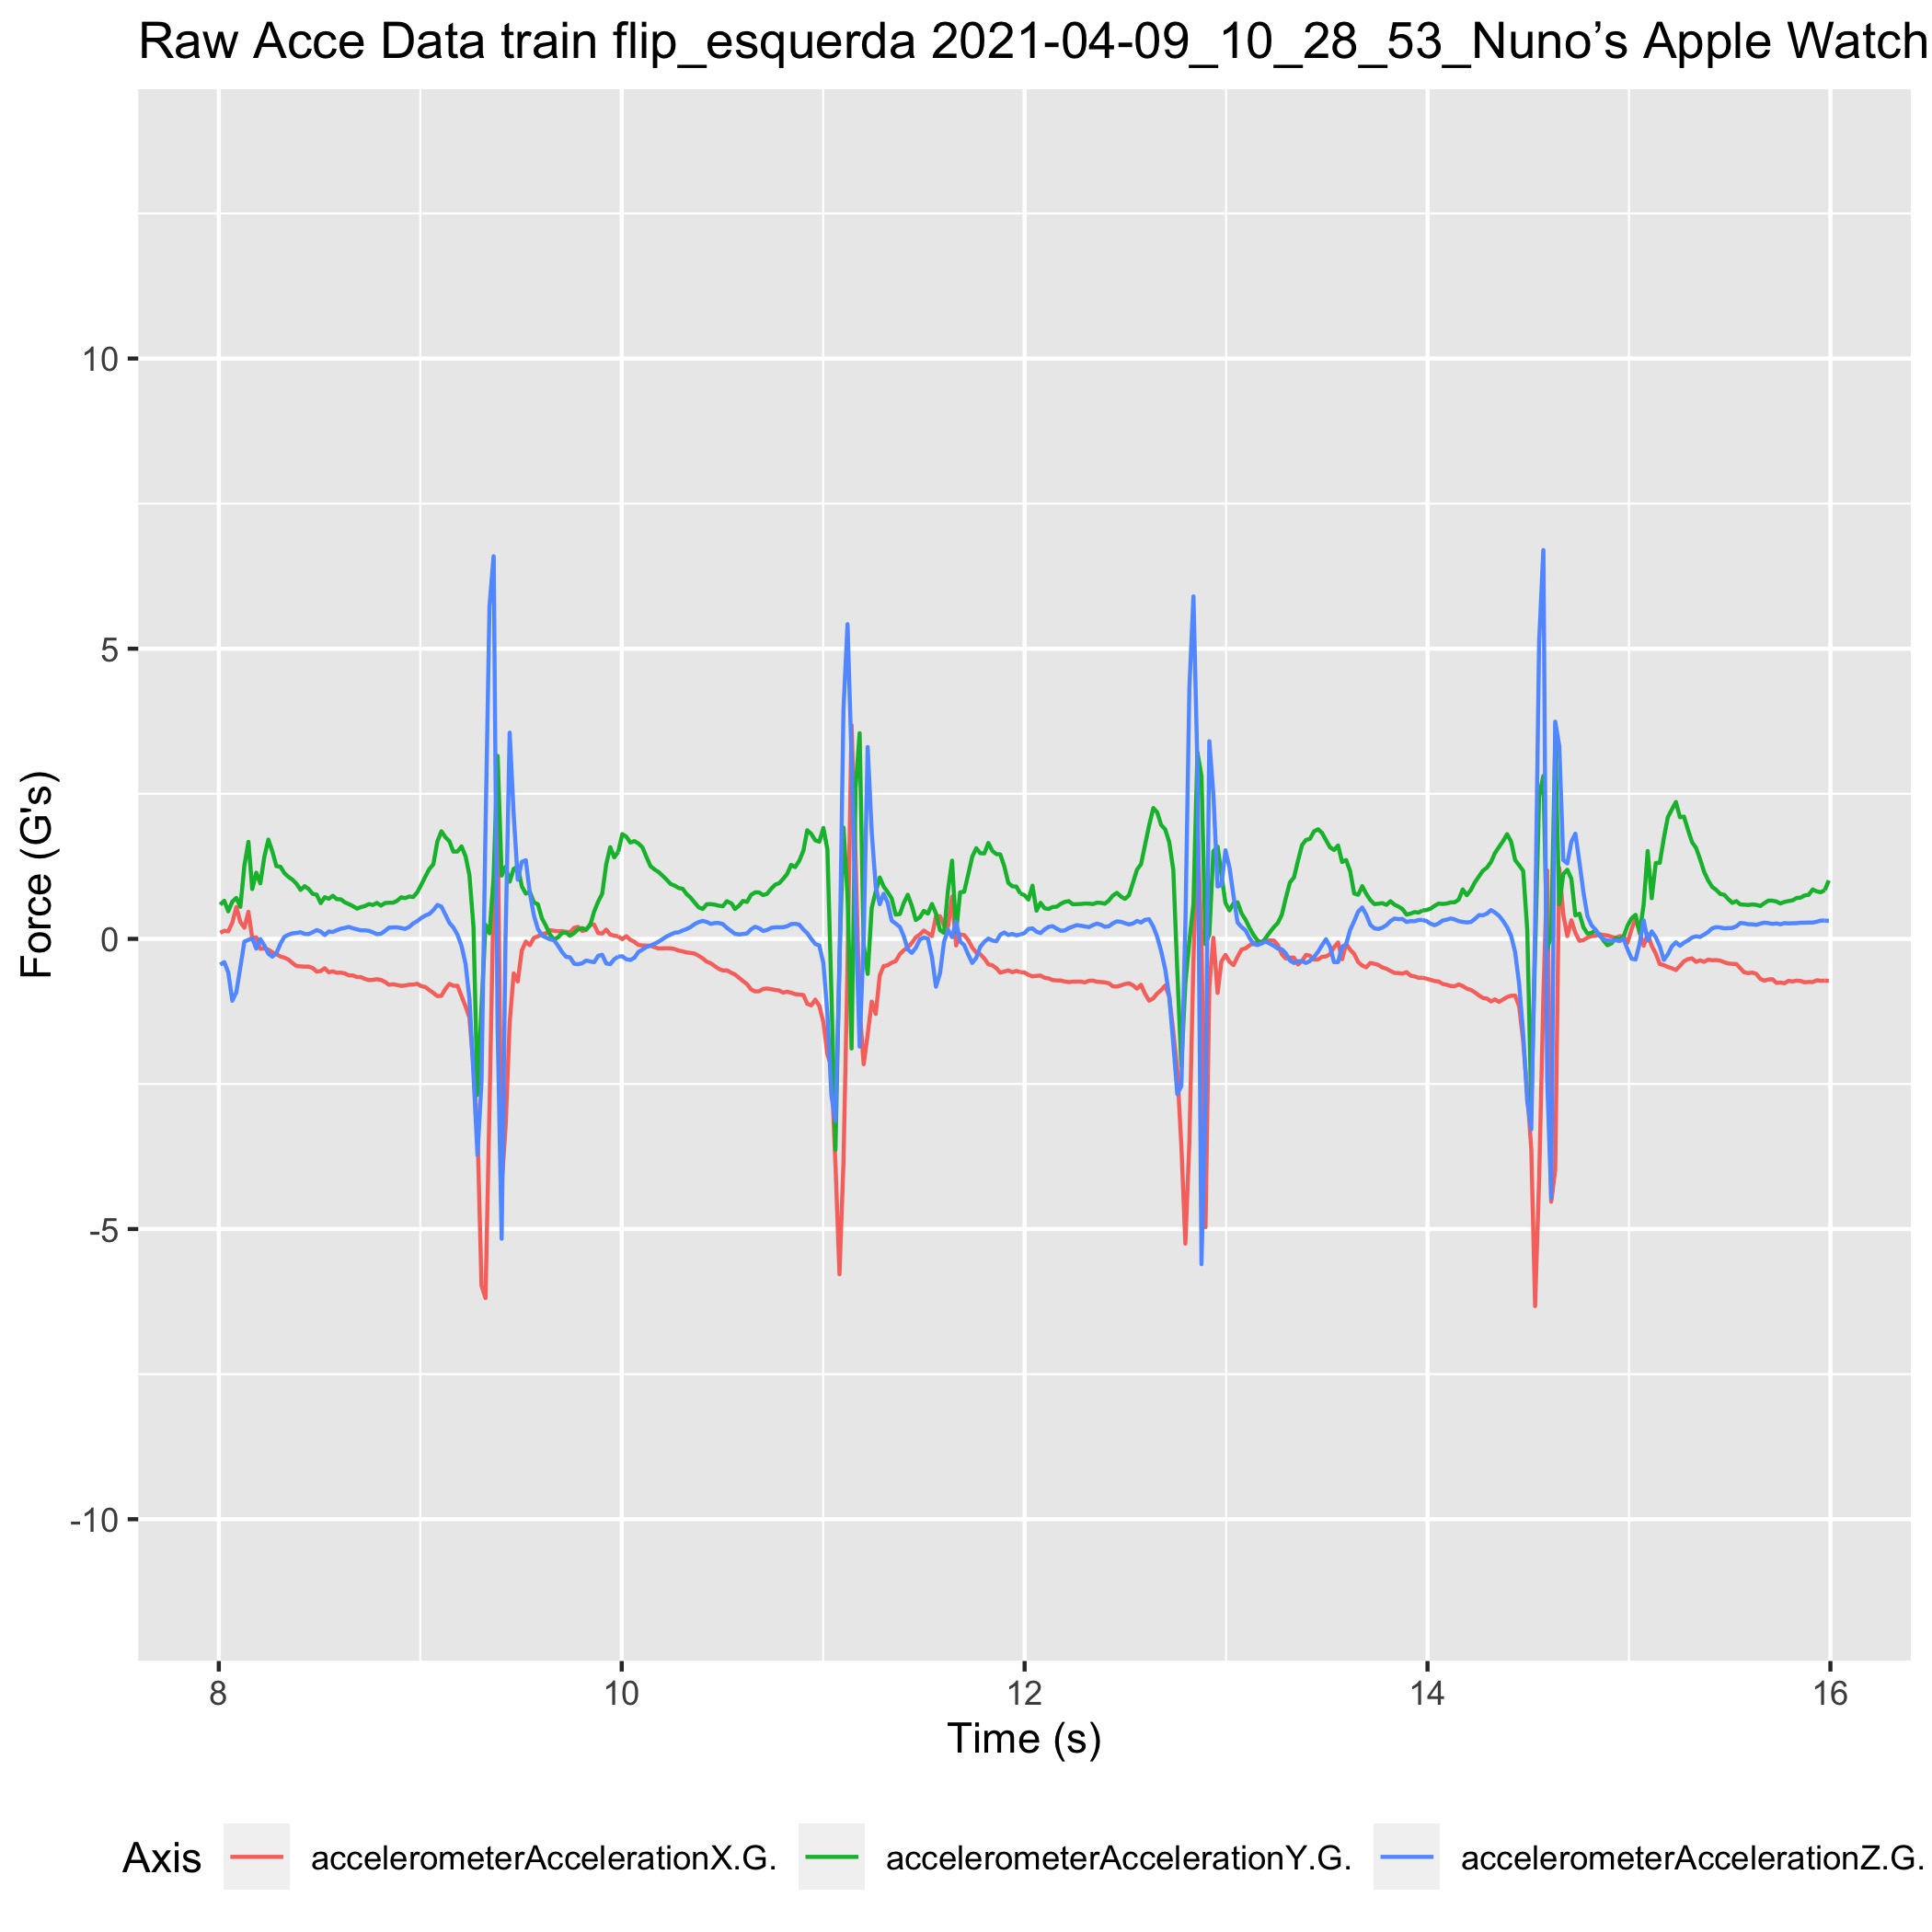 Raw Acce Data train flip_esquerda 2021-04-09_10_28_53_Nuno’s Apple Watch
Force (G's)
10
5
0
-5
-10
8 10 12 14 16
Time (s)
Axis accelerometerAccelerationX.G. accelerometerAccelerationY.G. accelerometerAccelerationZ.G.